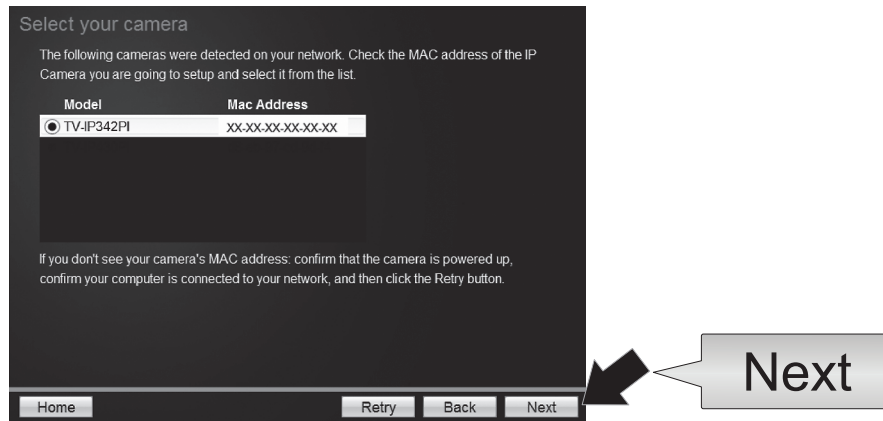 Select your camera
The following cameras were detected on your network. Check the MAC address of the IP
Camera you are going to setup and select it from the list.
Model Mac Address
TV-IP342PI XX-XX-XX-XX-XX-XX
If you don't see your camera's MAC address: confirm that the camera is powered up,
confirm your computer is connected to your network, and then click the Retry button.
Home Retry Back Next
Next